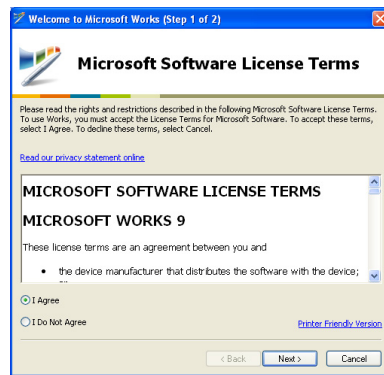 Welcome to Microsoft Works (Step 1 of 2)
Microsoft Software License Terms
Please read the rights and restrictions described in the following Microsoft Software License Terms.
To use Works, you must accept the License Terms for Microsoft Software. To accept these terms,
select I Agree. To decline these terms, select Cancel.
Read our privacy statement online
MICROSOFT SOFTWARE LICENSE TERMS
MICROSOFT WORKS 9
These license terms are an agreement between you and
• the device manufacturer that distributes the software with the device;
I Agree
I Do Not Agree
Printer Friendly Version
< Back Next > Cancel